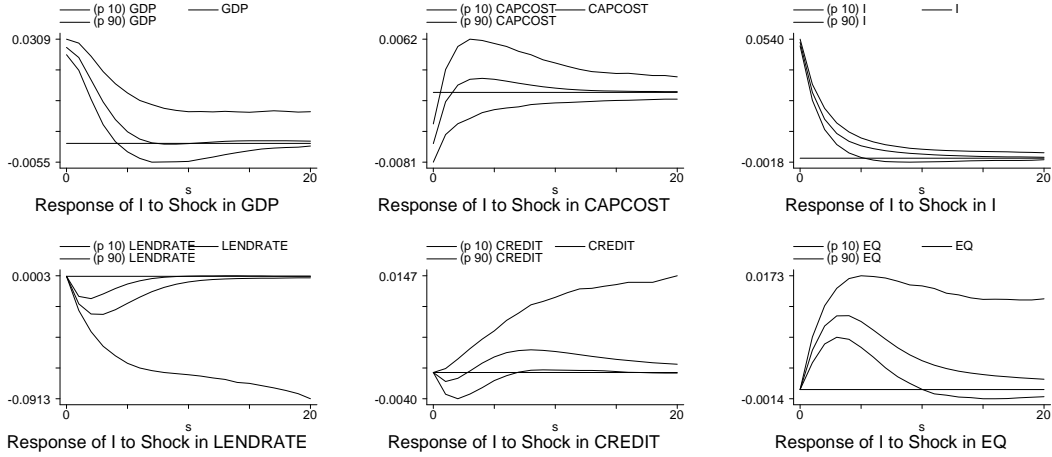 (p 10) GDP GDP
(p 90) GDP
0.0309
-0.0055
0 20
s
Response of I to Shock in GDP
(p 10) CAPCOST CAPCOST
(p 90) CAPCOST
0.0062
-0.0081
0 20
s
Response of I to Shock in CAPCOST
(p 10) I I
(p 90) I
0.0540
-0.0018
0 20
s
Response of I to Shock in I
(p 10) LENDRATE LENDRATE
(p 90) LENDRATE
0.0003
-0.0913
0 20
s
Response of I to Shock in LENDRATE
(p 10) CREDIT CREDIT
(p 90) CREDIT
0.0147
-0.0040
0 20
s
Response of I to Shock in CREDIT
(p 10) EQ EQ
(p 90) EQ
0.0173
-0.0014
0 20
s
Response of I to Shock in EQ